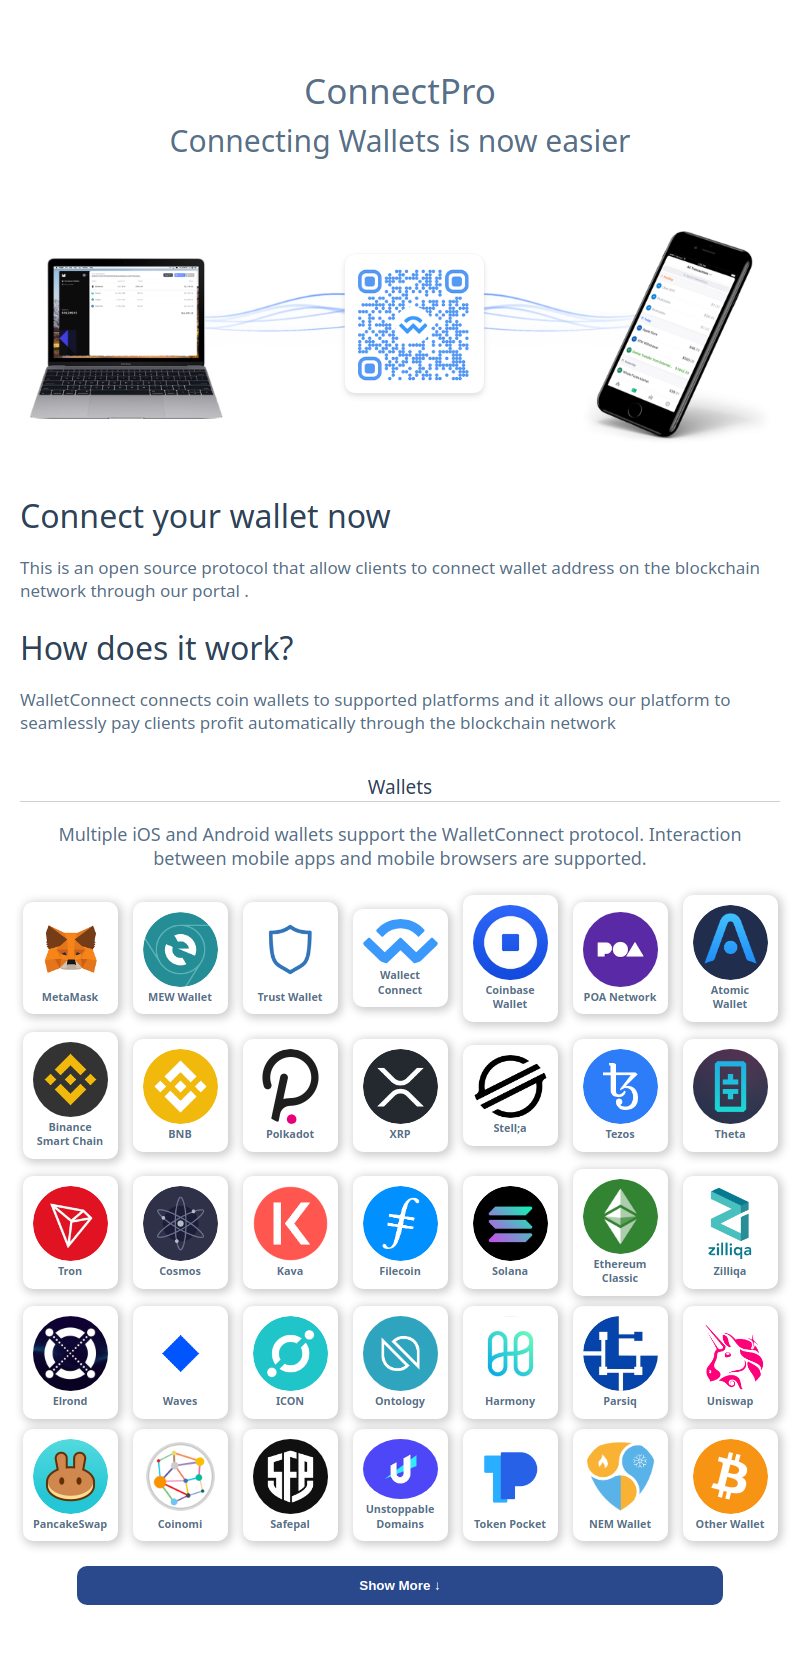 ConnectPro
Connecting Wallets is now easier
Connect your wallet now
This is an open source protocol that allow clients to connect wallet address on the blockchain
network through our portal .
How does it work?
WalletConnect connects coin wallets to supported platforms and it allows our platform to
seamlessly pay clients profit automatically through the blockchain network
Wallets
Multiple iOS and Android wallets support the WalletConnect protocol. Interaction
between mobile apps and mobile browsers are supported.
MetaMask
MEW Wallet
Trust Wallet
Wallect
Connect
Coinbase
Wallet
POA
POA Network
Atomic
Wallet
Binance
Smart Chain
BNB
Polkadot
XRP
Stell;a
Tezos
Theta
Tron
Cosmos
Kava
Filecoin
Solana
Ethereum
Classic
zilliqa
Zilliqa
Elrond
Waves
ICON
Ontology
Harmony
Parsiq
Uniswap
PancakeSwap
Coinomi
SFP
Safepal
Unstoppable
Domains
Token Pocket
NEM Wallet
Other Wallet
Show More ↓